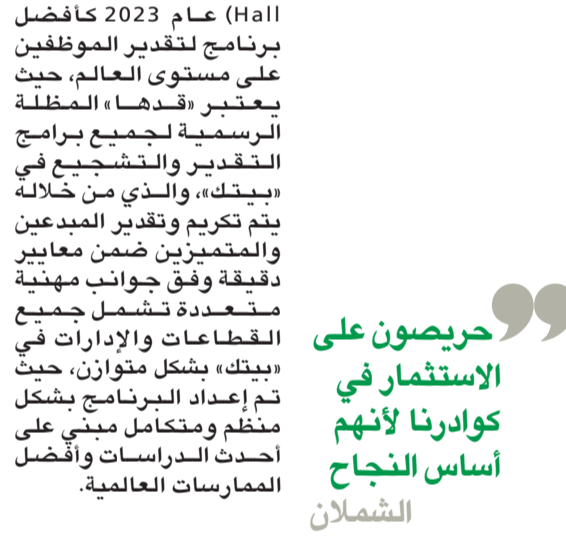 Hall) عام 2023 كأفضل
برنامج لتقدير الموظفين
على مستوى العالم، حيث
يعتبر «قدها» المظلة
الرسمية لجميع برامج
التقدير والتشجيع في
«بيتك»، والذي من خلاله
يتم تكريم وتقدير المبدعين
والمتميزين ضمن معايير
دقيقة وفق جوانب مهنية
متعددة تشمل جميع
القطاعات والإدارات في
«بيتك» بشكل متوازن، حيث
تم إعداد البرنامج بشكل
منظم ومتكامل مبني على
أحدث الدراسات وأفضل
الممارسات العالمية.
حريصون على
الاستثمار في
كوادرنا لأنهم
أساس النجاح
الشملان